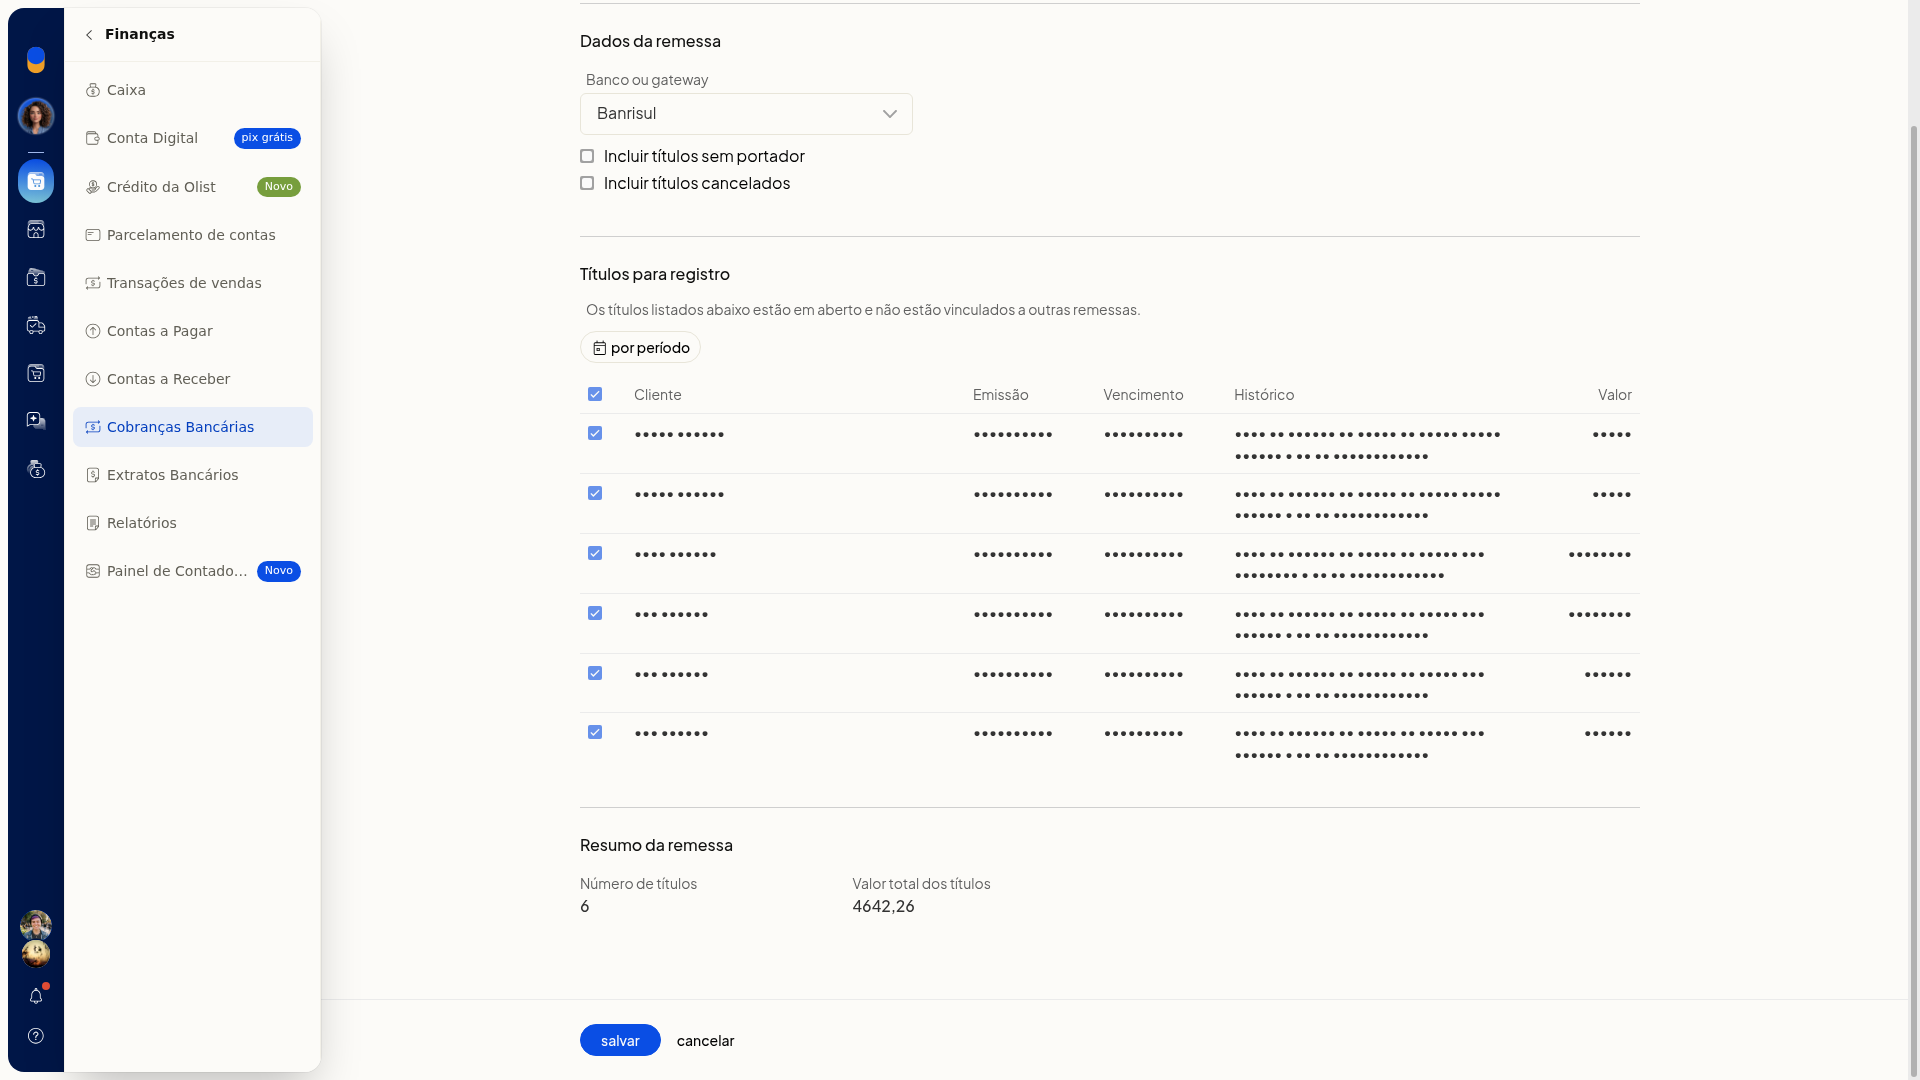 Finanças
Caixa
Conta Digital pix grátis
Crédito da Olist Novo
Parcelamento de contas
Transações de vendas
Contas a Pagar
Contas a Receber
Cobranças Bancárias
Extratos Bancários
Relatórios
Painel de Contado... Novo
Dados da remessa
Banco ou gateway
Banrisul
Incluir títulos sem portador
Incluir títulos cancelados
Títulos para registro
Os títulos listados abaixo estão em aberto e não estão vinculados a outras remessas.
por período
Cliente Emissão Vencimento Histórico Valor
••••• •••••• •••••••••• •••••••••• •••• •• •••••• •• ••••• •• ••••• ••••• •••••
•••••• • •• •• ••••••••••••
••••• •••••• •••••••••• •••••••••• •••• •• •••••• •• ••••• •• ••••• ••••• •••••
•••••• • •• •• ••••••••••••
•••• •••••• •••••••••• •••••••••• •••• •• •••••• •• ••••• •• ••••• ••• ••••••••
•••••••• • •• •• ••••••••••••
••• •••••• •••••••••• •••••••••• •••• •• •••••• •• ••••• •• ••••• ••• ••••••••
•••••• • •• •• ••••••••••••
••• •••••• •••••••••• •••••••••• •••• •• •••••• •• ••••• •• ••••• ••• ••••••
•••••• • •• •• ••••••••••••
••• •••••• •••••••••• •••••••••• •••• •• •••••• •• ••••• •• ••••• ••• ••••••
•••••• • •• •• ••••••••••••
Resumo da remessa
Número de títulos Valor total dos títulos
6 4642,26
salvar cancelar